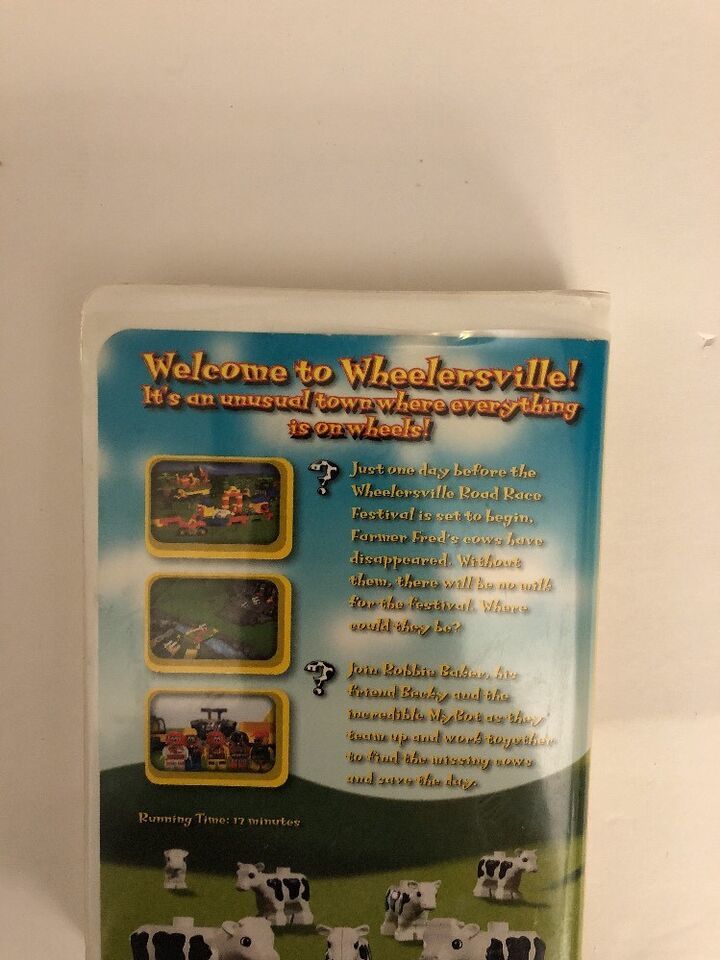 Welcome to Wheelersville!
It's an unusual town where everything
is on wheels!
? Just one day before the
Wheelersville Road Race
Festival is set to begin,
Farmer Fred's cows have
disappeared. Without
them, there will be no milk
for the festival. Where
could they be?
? Join Robbie Baker, his
friend Becky and the
incredible MyBot as they
team up and work together
to find the missing cows
and save the day.
Running Time: 17 minutes